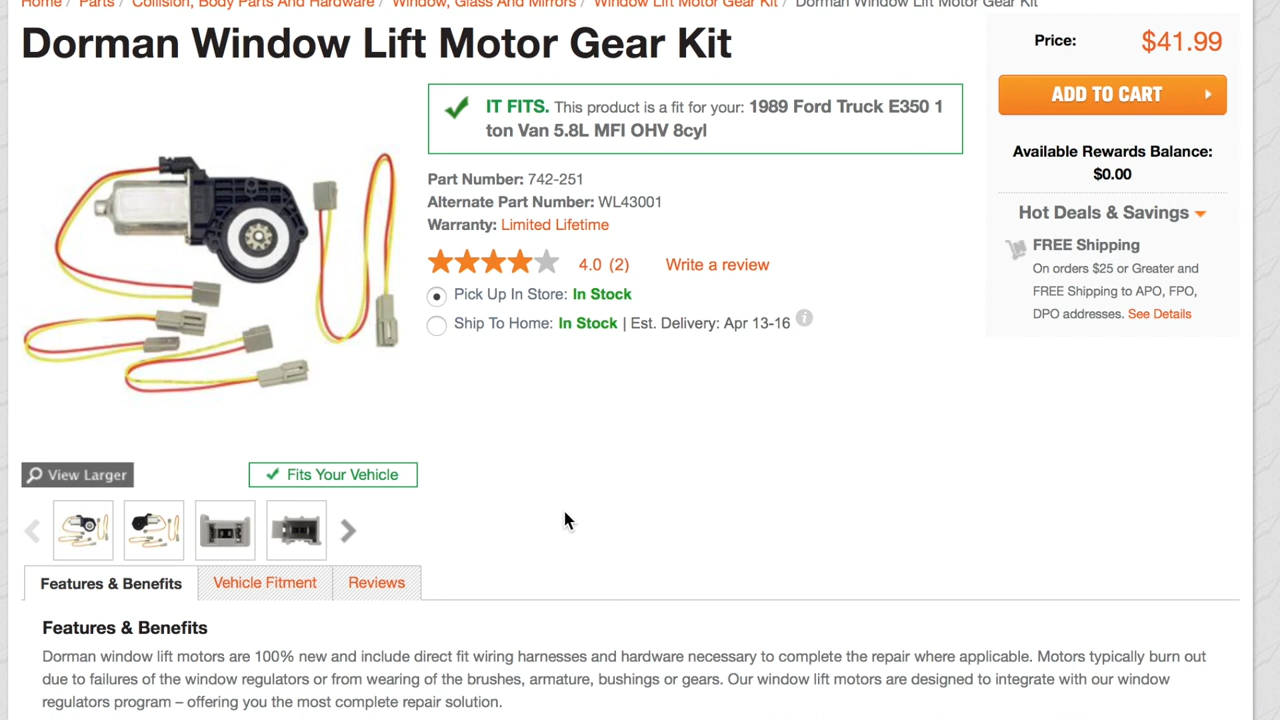 Home / Parts / Collision, Body Parts And Hardware / Window, Glass And Mirrors / Window Lift Motor Gear Kit / Dorman Window Lift Motor Gear Kit
Dorman Window Lift Motor Gear Kit
Price: $41.99
ADD TO CART
IT FITS. This product is a fit for your: 1989 Ford Truck E350 1
ton Van 5.8L MFI OHV 8cyl
Available Rewards Balance:
$0.00
Part Number: 742-251
Alternate Part Number: WL43001
Warranty: Limited Lifetime
4.0 (2) Write a review
Pick Up In Store: In Stock
Ship To Home: In Stock | Est. Delivery: Apr 13-16
Hot Deals & Savings
FREE Shipping
On orders $25 or Greater and
FREE Shipping to APO, FPO,
DPO addresses. See Details
View Larger
Fits Your Vehicle
Features & Benefits Vehicle Fitment Reviews
Features & Benefits
Dorman window lift motors are 100% new and include direct fit wiring harnesses and hardware necessary to complete the repair where applicable. Motors typically burn out
due to failures of the window regulators or from wearing of the brushes, armature, bushings or gears. Our window lift motors are designed to integrate with our window
regulators program – offering you the most complete repair solution.